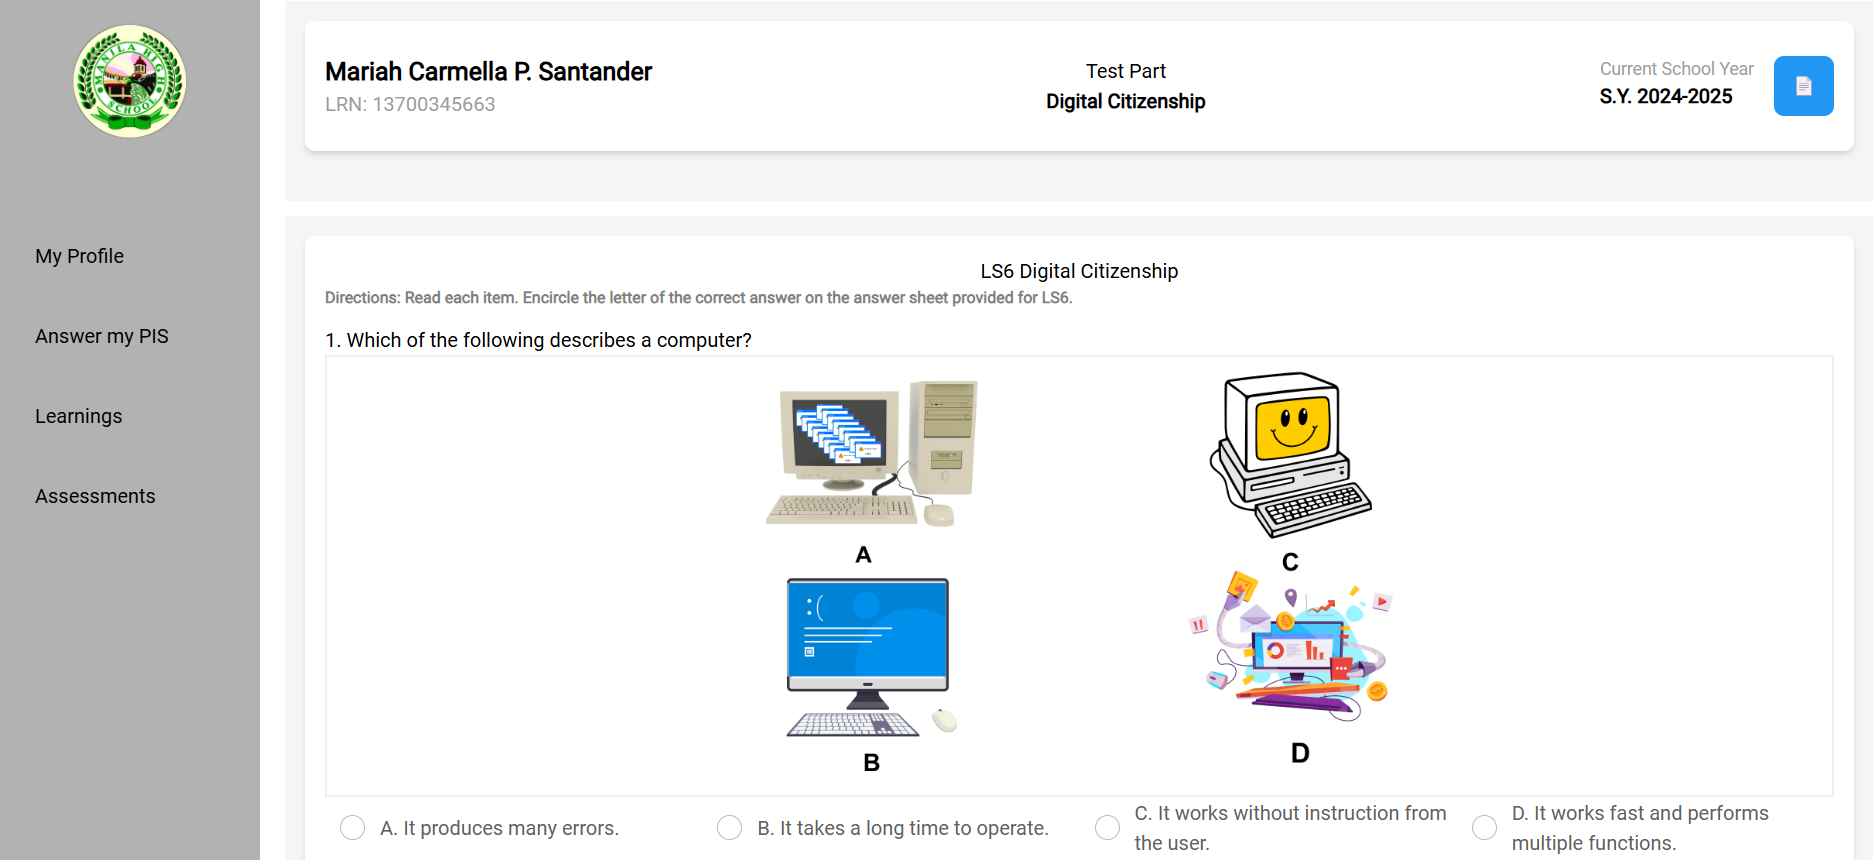 MANILA HIGH
SCHOOL
My Profile
Answer my PIS
Learnings
Assessments
Mariah Carmella P. Santander
LRN: 13700345663
Test Part
Digital Citizenship
Current School Year
S.Y. 2024-2025
LS6 Digital Citizenship
Directions: Read each item. Encircle the letter of the correct answer on the answer sheet provided for LS6.
1. Which of the following describes a computer?
A
C
:(
B
D
A. It produces many errors.
B. It takes a long time to operate.
C. It works without instruction from
the user.
D. It works fast and performs
multiple functions.